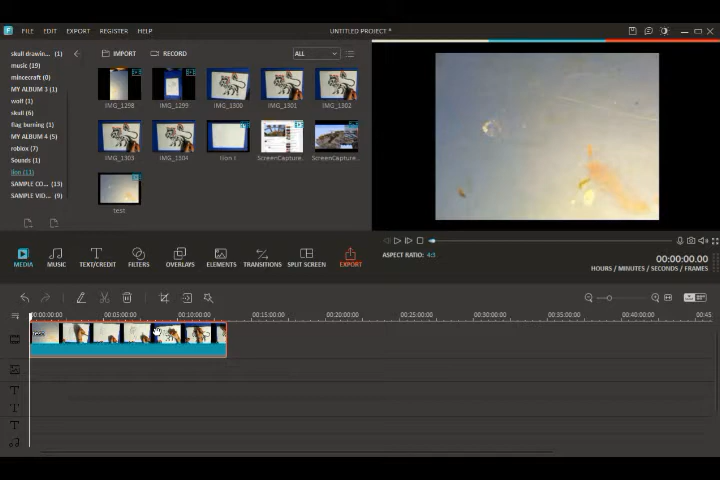 FILE EDIT EXPORT REGISTER HELP UNTITLED PROJECT *
skull drawin... (1)
music (19)
mincecraft (0)
MY ALBUM 3 (1)
wolf (1)
skull (6)
flag burning (1)
MY ALBUM 4 (5)
roblox (7)
Sounds (1)
lion (11)
SAMPLE CO... (13)
SAMPLE VID... (9)
IMPORT RECORD ALL
IMG_1298 IMG_1299 IMG_1300 IMG_1301 IMG_1302
IMG_1303 IMG_1304 lion l ScreenCapture... ScreenCapture...
test
MEDIA MUSIC TEXT/CREDIT FILTERS OVERLAYS ELEMENTS TRANSITIONS SPLIT SCREEN EXPORT
ASPECT RATIO: 4:3
00:00:00.00
HOURS / MINUTES / SECONDS / FRAMES
00:00:00:00 00:00:05:00 00:00:10:00 00:00:15:00 00:00:20:00 00:00:25:00 00:00:30:00 00:00:35:00 00:00:40:00 00:00:45